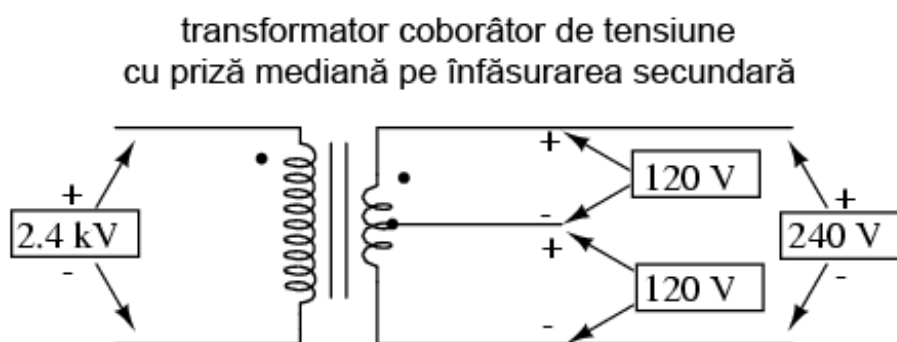 transformator coborâtor de tensiune
cu priză mediană pe înfăsurarea secundară
+
-
2.4 kV
+
-
120 V
+
-
120 V
+
-
240 V